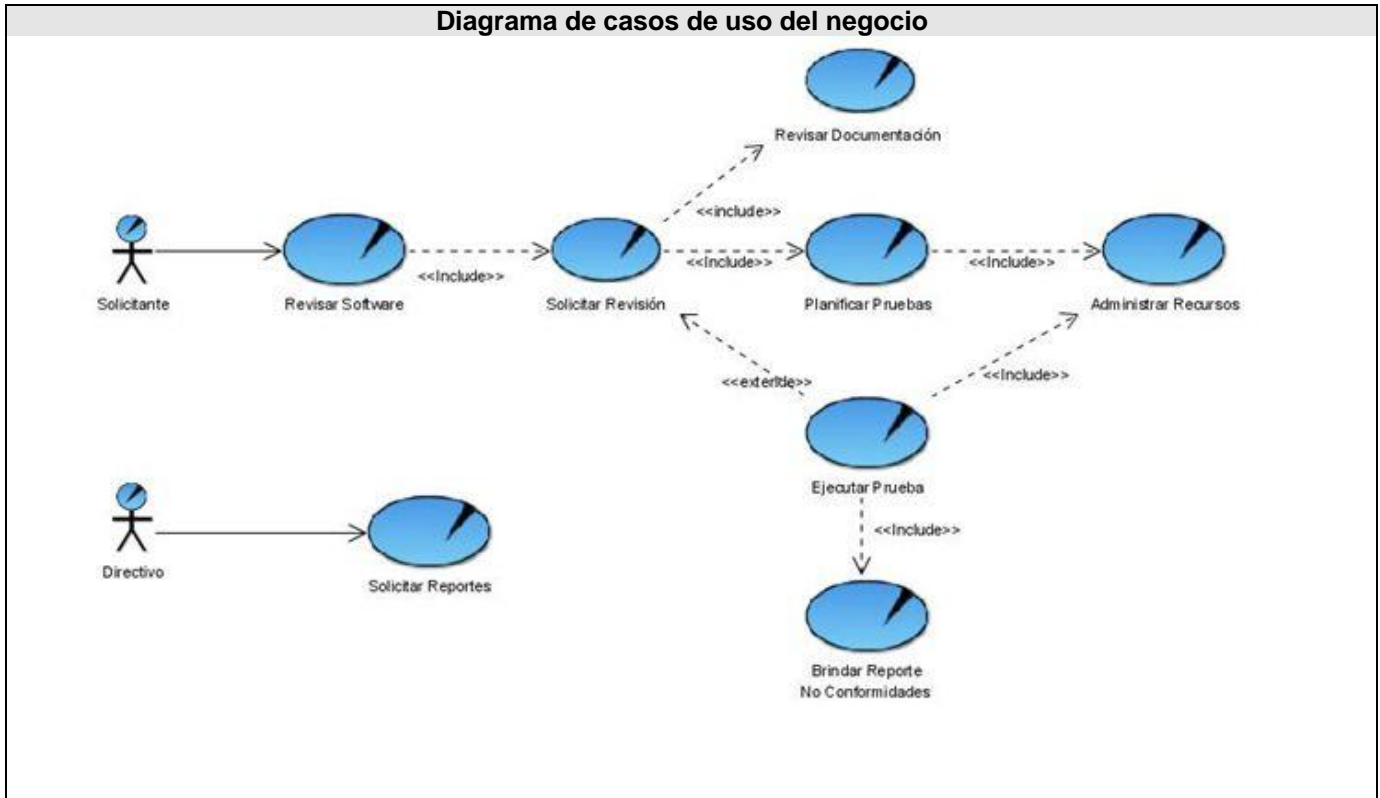 Diagrama de casos de uso del negocio
Revisar Documentación
<<include>>
Solicitante
Revisar Software
<<Include>>
Solicitar Revisión
<<Include>>
Planificar Pruebas
<<Include>>
Administrar Recursos
<<extende>>
<<Include>>
Ejecutar Prueba
<<Include>>
Directivo
Solicitar Reportes
Brindar Reporte
No Conformidades